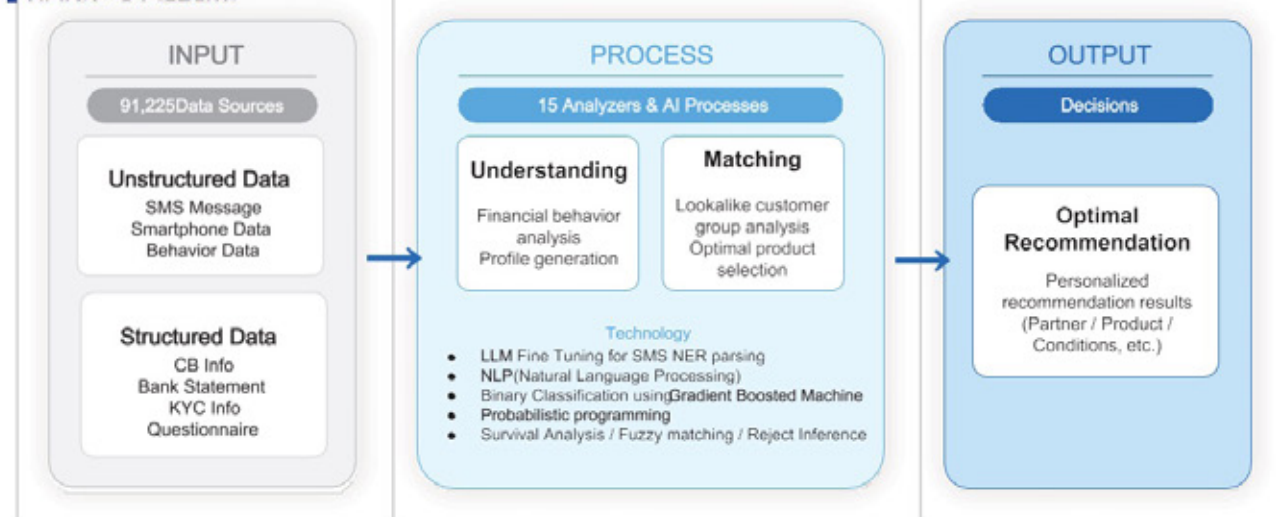 INPUT
91,225Data Sources
Unstructured Data
SMS Message
Smartphone Data
Behavior Data
Structured Data
CB Info
Bank Statement
KYC Info
Questionnaire
PROCESS
15 Analyzers & AI Processes
Understanding
Financial behavior
analysis
Profile generation
Matching
Lookalike customer
group analysis
Optimal product
selection
Technology
• LLM Fine Tuning for SMS NER parsing
• NLP(Natural Language Processing)
• Binary Classification usingGradient Boosted Machine
• Probabilistic programming
• Survival Analysis / Fuzzy matching / Reject Inference
OUTPUT
Decisions
Optimal
Recommendation
Personalized
recommendation results
(Partner / Product /
Conditions, etc.)